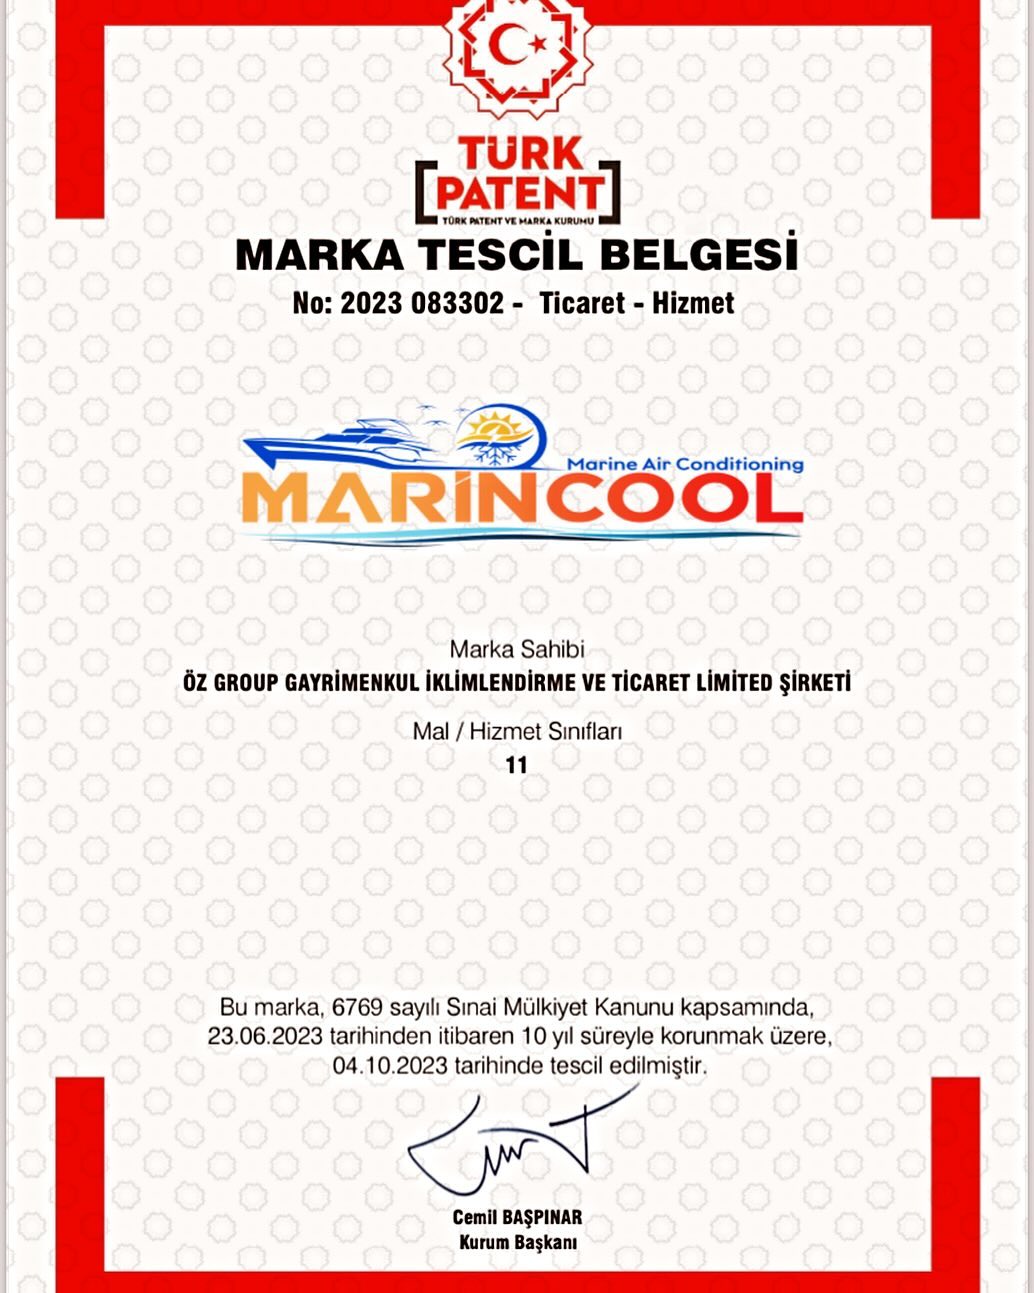 TÜRK
PATENT
TÜRK PATENT VE MARKA KURUMU
MARKA TESCİL BELGESİ
No: 2023 083302 - Ticaret - Hizmet
Marine Air Conditioning
MARİNCOOL
Marka Sahibi
ÖZ GROUP GAYRİMENKUL İKLİMLENDİRME VE TİCARET LİMİTED ŞİRKETİ
Mal / Hizmet Sınıfları
11
Bu marka, 6769 sayılı Sınai Mülkiyet Kanunu kapsamında,
23.06.2023 tarihinden itibaren 10 yıl süreyle korunmak üzere,
04.10.2023 tarihinde tescil edilmiştir.
Cemil BAŞPINAR
Kurum Başkanı